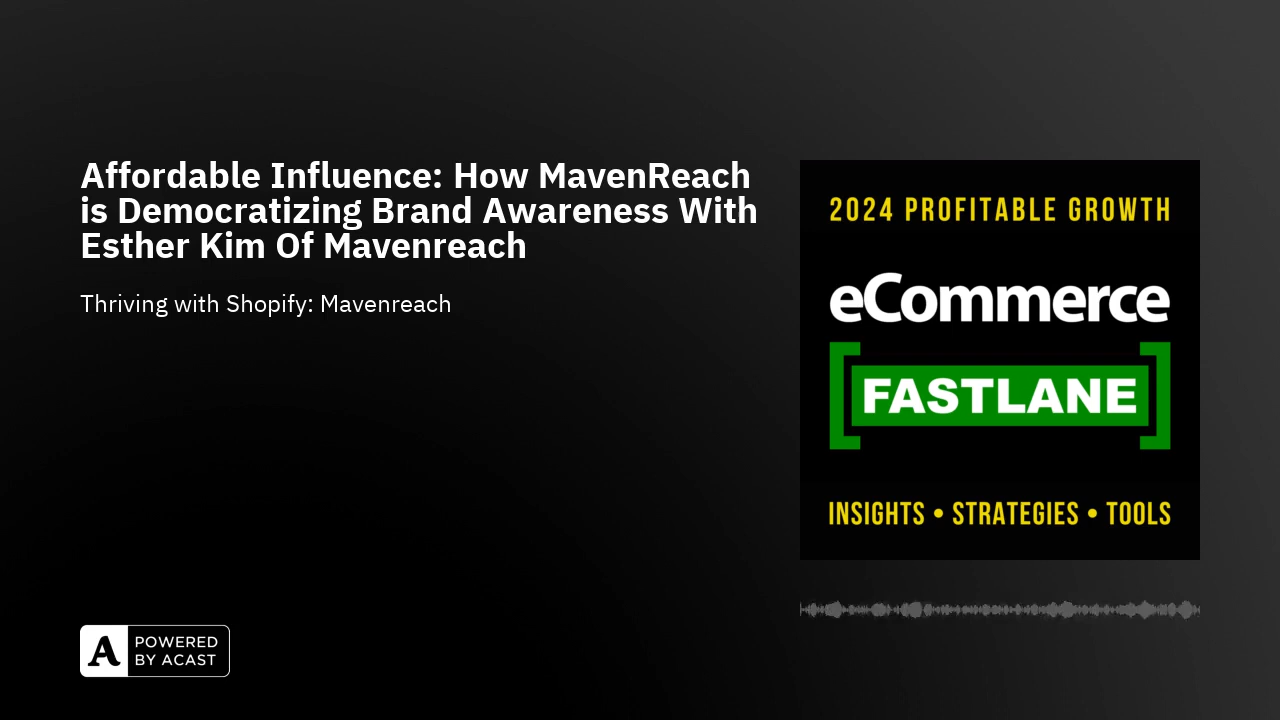 Affordable Influence: How MavenReach
is Democratizing Brand Awareness With
Esther Kim Of Mavenreach
Thriving with Shopify: Mavenreach
2024 PROFITABLE GROWTH
eCommerce
FASTLANE
INSIGHTS • STRATEGIES • TOOLS
A
POWERED
BY ACAST